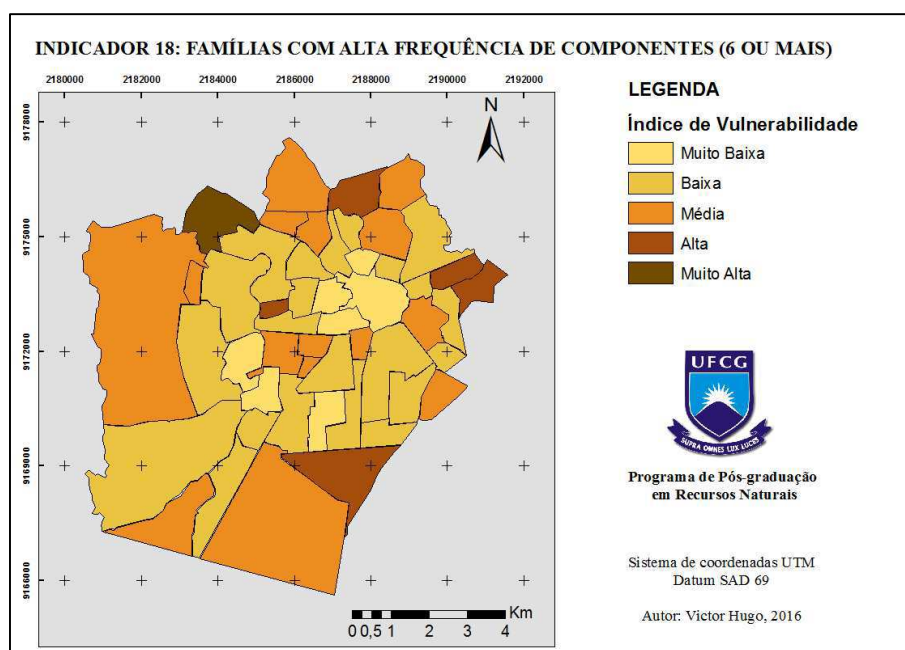 INDICADOR 18: FAMÍLIAS COM ALTA FREQUÊNCIA DE COMPONENTES (6 OU MAIS)
2180000 2182000 2184000 2186000 2188000 2190000 2192000
9178000
9175000
9172000
9169000
9166000
N
LEGENDA
Índice de Vulnerabilidade
Muito Baixa
Baixa
Média
Alta
Muito Alta
UFCG
SUPRA OMNES LUX LUCES
Programa de Pós-graduação
em Recursos Naturais
Sistema de coordenadas UTM
Datum SAD 69
Autor: Victor Hugo, 2016
Km
0 0,5 1 2 3 4